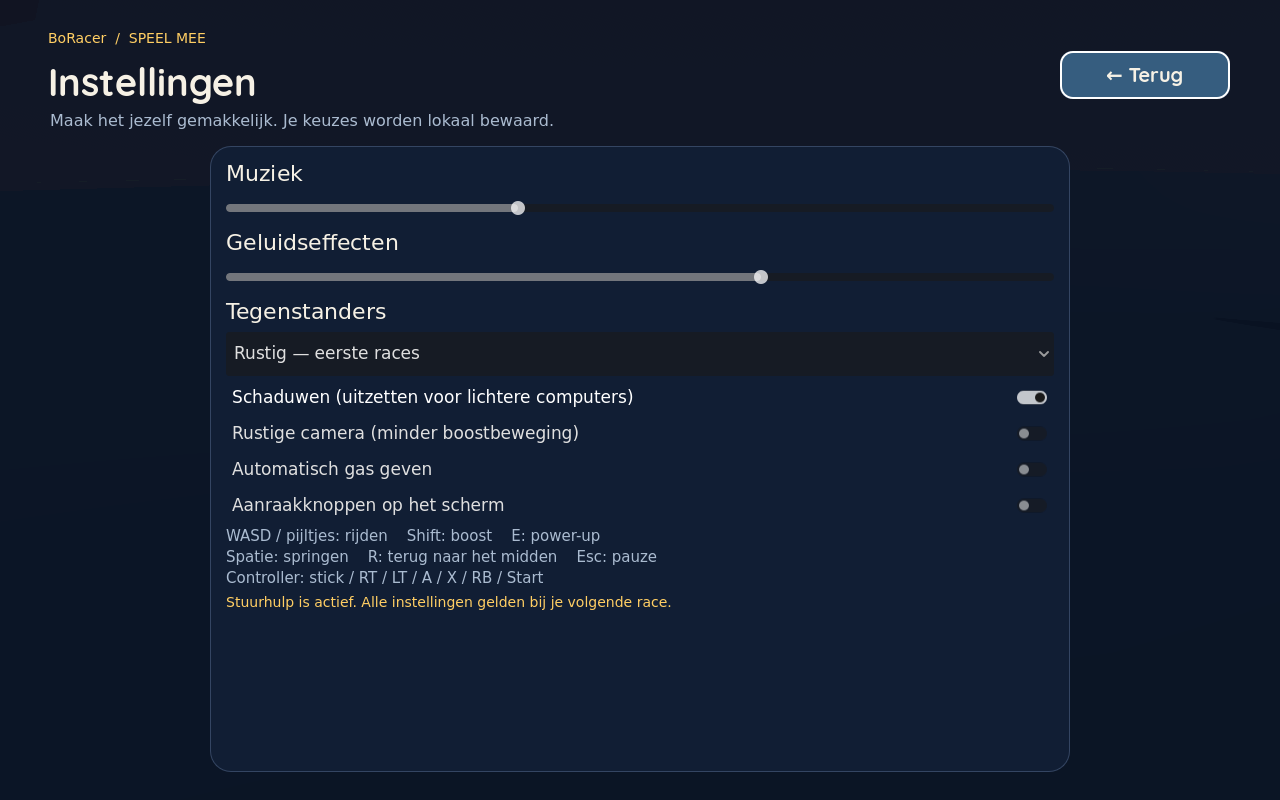 BoRacer / SPEEL MEE
Instellingen
← Terug
Maak het jezelf gemakkelijk. Je keuzes worden lokaal bewaard.
Muziek
Geluidseffecten
Tegenstanders
Rustig — eerste races
Schaduwen (uitzetten voor lichtere computers)
Rustige camera (minder boostbeweging)
Automatisch gas geven
Aanraakknoppen op het scherm
WASD / pijltjes: rijden Shift: boost E: power-up
Spatie: springen R: terug naar het midden Esc: pauze
Controller: stick / RT / LT / A / X / RB / Start
Stuurhulp is actief. Alle instellingen gelden bij je volgende race.